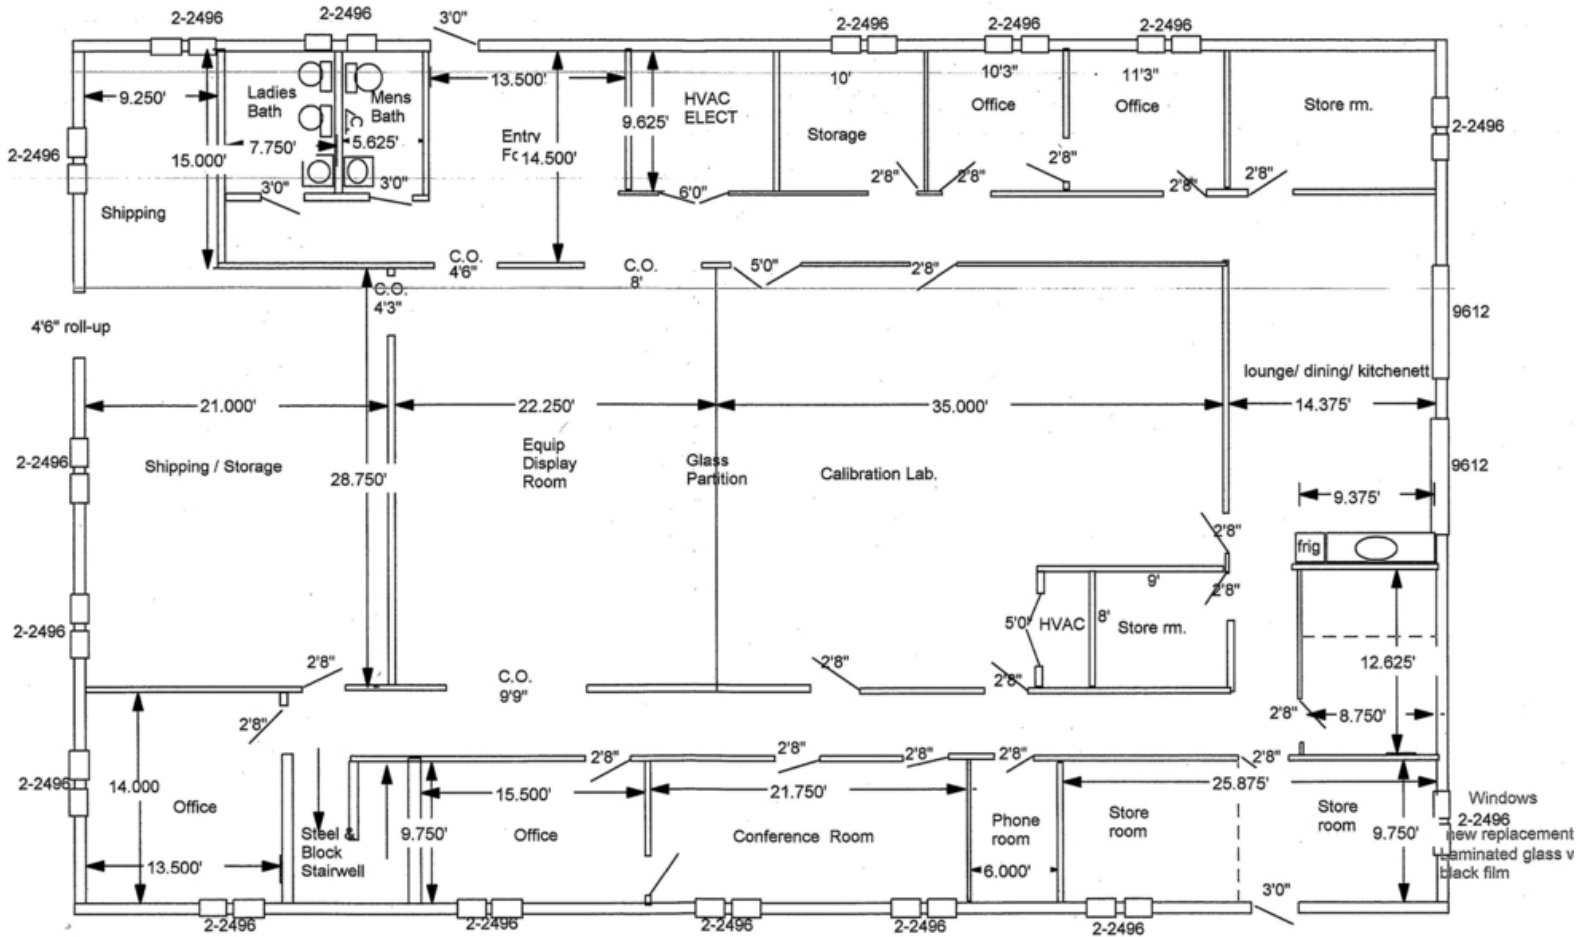 2-2496
2-2496
3'0"
2-2496
2-2496
2-2496
9.250'
Ladies
Bath
Mens
Bath
13.500'
9.625'
HVAC
ELECT
10'
Storage
10'3"
Office
11'3"
Office
Store rm.
2-2496
2-2496
15.000'
7.750'
5.625'
Entry
14.500'
3'0"
3'0"
6'0"
2'8"
2'8"
2'8"
2'8"
2'8"
Shipping
C.O.
4'6"
C.O.
8'
5'0"
2'8"
C.O.
4'3"
4'6" roll-up
9612
lounge/ dining/ kitchenett
21.000'
22.250'
35.000'
14.375'
2-2496
Shipping / Storage
28.750'
Equip
Display
Room
Glass
Partition
Calibration Lab.
9612
9.375'
2'8"
frig
9'
2'8"
2-2496
5'0'
HVAC
8'
Store rm.
2'8"
C.O.
9'9"
2'8"
2'8"
12.625'
2'8"
2'8"
8.750'
2-2496
14.000
Office
13.500'
Steel &
Block
Stairwell
9.750'
2'8"
15.500'
Office
2'8"
21.750'
Conference Room
2'8"
2'8"
Phone
room
6.000'
2'8"
25.875'
Store
room
Store
room
9.750'
Windows
2-2496
new replacement
Laminated glass v
black film
3'0"
2-2496
2-2496
2-2496
2-2496
2-2496